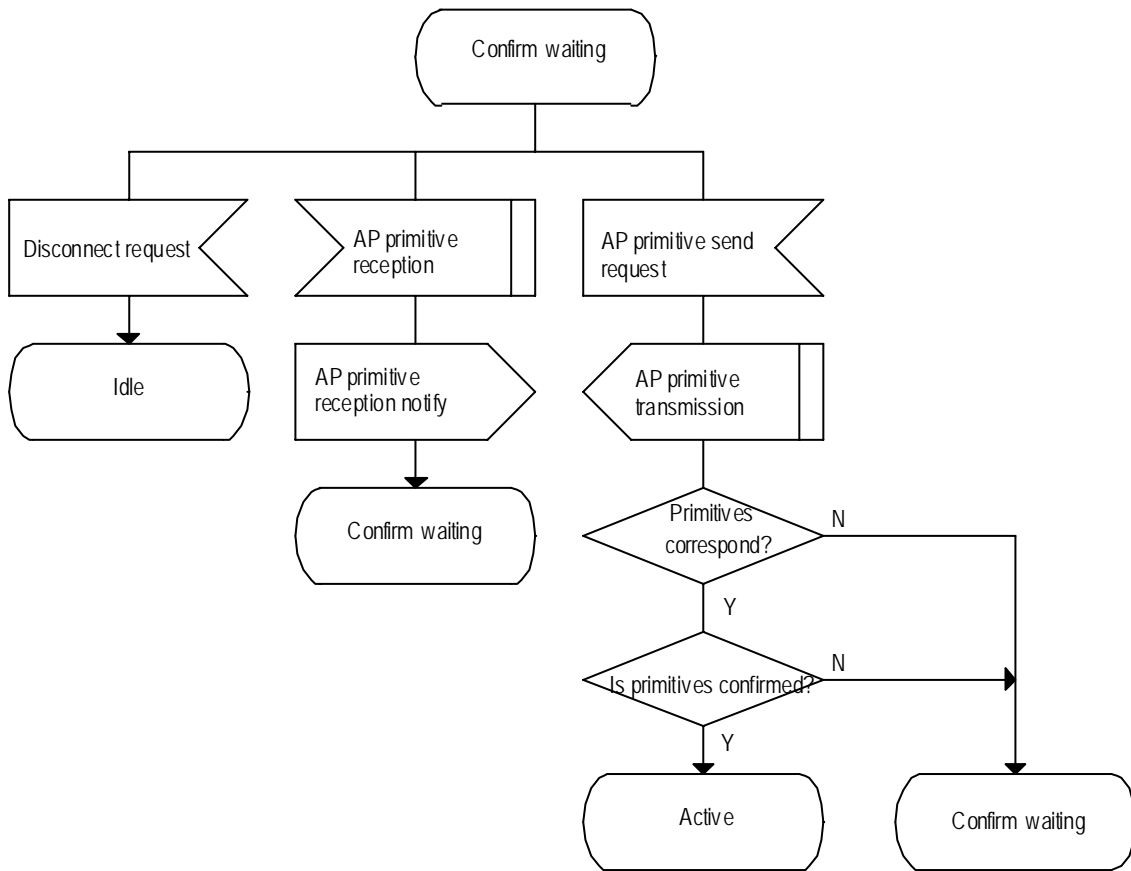 Confirm waiting
Disconnect request
AP primitive
reception
AP primitive send
request
Idle
AP primitive
reception notify
AP primitive
transmission
Confirm waiting
Primitives
correspond?
N
Y
Is primitives confirmed?
N
Y
Active
Confirm waiting